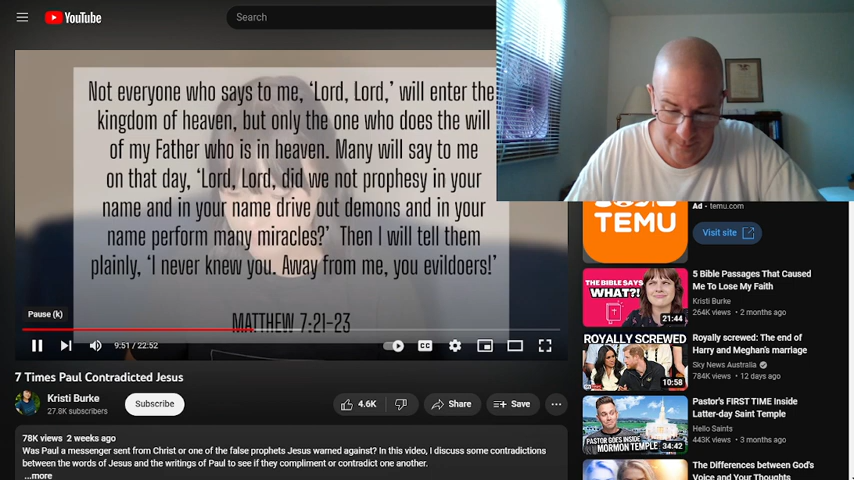 YouTube
Search
Not everyone who says to me, ‘Lord, Lord,’ will enter the
kingdom of heaven, but only the one who does the will
of my Father who is in heaven. Many will say to me
on that day, ‘Lord, Lord, did we not prophesy in your
name and in your name drive out demons and in your
name perform many miracles?’ Then I will tell them
plainly, ‘I never knew you. Away from me, you evildoers!’
MATTHEW 7:21-23
Pause (k)
9:51 / 22:52
CC
7 Times Paul Contradicted Jesus
Kristi Burke
27.8K subscribers
Subscribe
4.6K
Share
Save
78K views 2 weeks ago
Was Paul a messenger sent from Christ or one of the false prophets Jesus warned against? In this video, I discuss some contradictions
between the words of Jesus and the writings of Paul to see if they compliment or contradict one another.
...more
TEMU
Ad · temu.com
Visit site
THE BIBLE SAYS
WHAT?!
21:44
5 Bible Passages That Caused
Me To Lose My Faith
Kristi Burke
264K views · 2 months ago
ROYALLY SCREWED
10:58
Royally screwed: The end of
Harry and Meghan's marriage
Sky News Australia
784K views · 12 days ago
PASTOR GOES INSIDE
MORMON TEMPLE
34:42
Pastor's FIRST TIME Inside
Latter-day Saint Temple
Hello Saints
443K views · 3 months ago
The Differences between God's
Voice and Your Thoughts